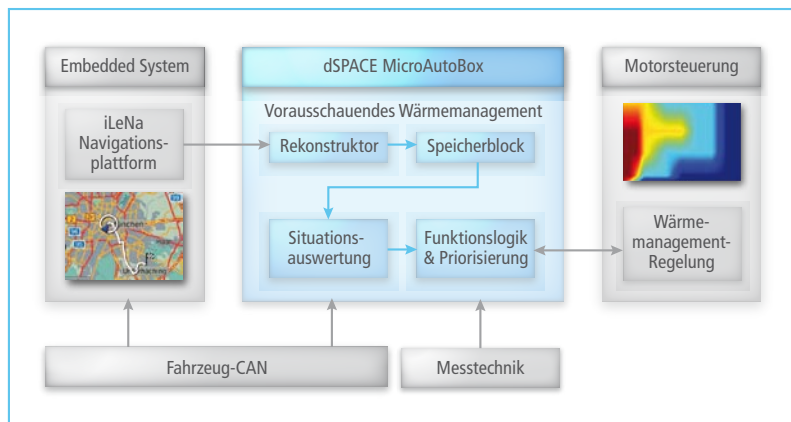 Embedded System
dSPACE MicroAutoBox
Motorsteuerung
iLeNa
Navigations-
plattform
Vorausschauendes Wärmemanagement
Rekonstruktor
Speicherblock
Situations-
auswertung
Funktionslogik
& Priorisierung
Wärme-
management-
Regelung
Fahrzeug-CAN
Messtechnik